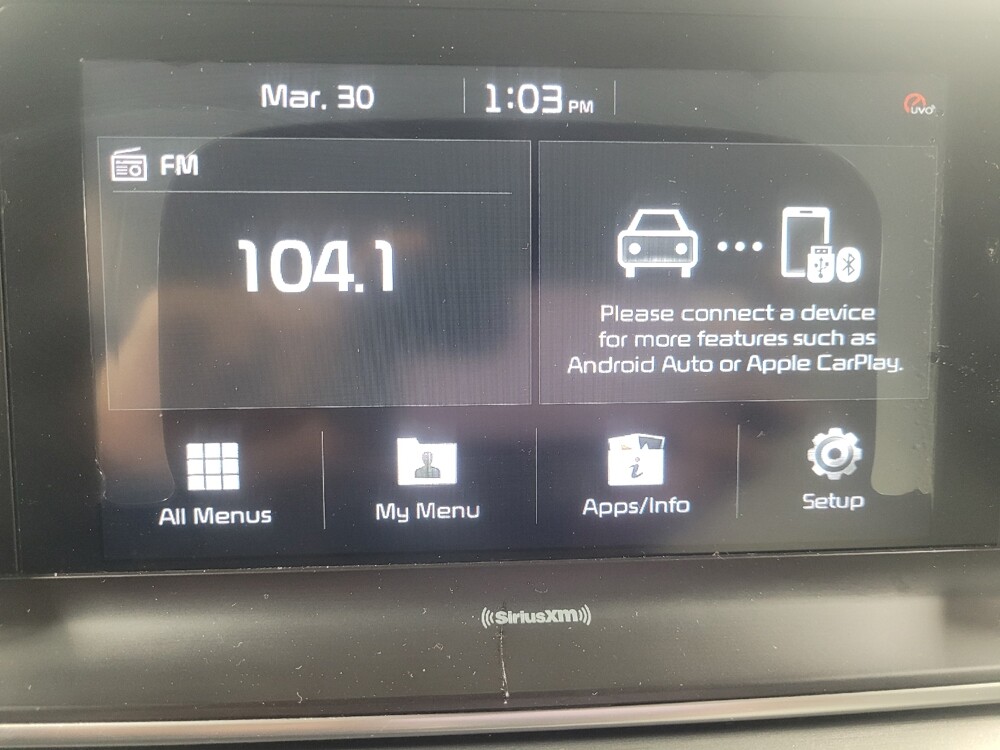 Mar. 30
1:03 PM
UVO
FM
104.1
Please connect a device
for more features such as
Android Auto or Apple CarPlay.
All Menus
My Menu
i
Apps/Info
Setup
SiriusXM